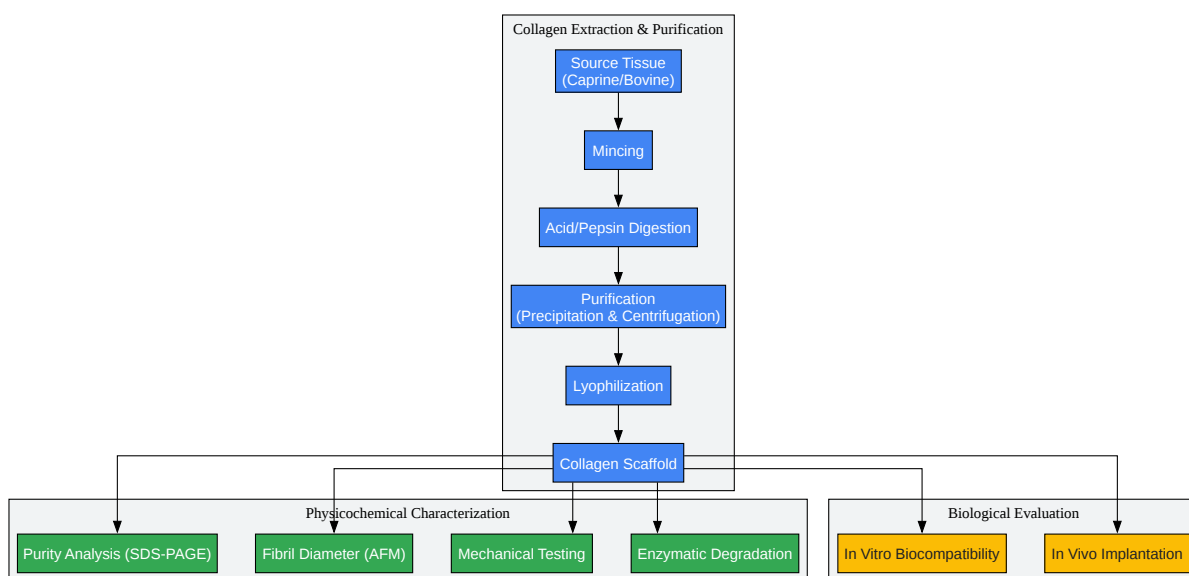 Collagen Extraction & Purification
Source Tissue
(Caprine/Bovine)
Mincing
Acid/Pepsin Digestion
Purification
(Precipitation & Centrifugation)
Lyophilization
Collagen Scaffold
Physicochemical Characterization
Biological Evaluation
Purity Analysis (SDS-PAGE)
Fibril Diameter (AFM)
Mechanical Testing
Enzymatic Degradation
In Vitro Biocompatibility
In Vivo Implantation